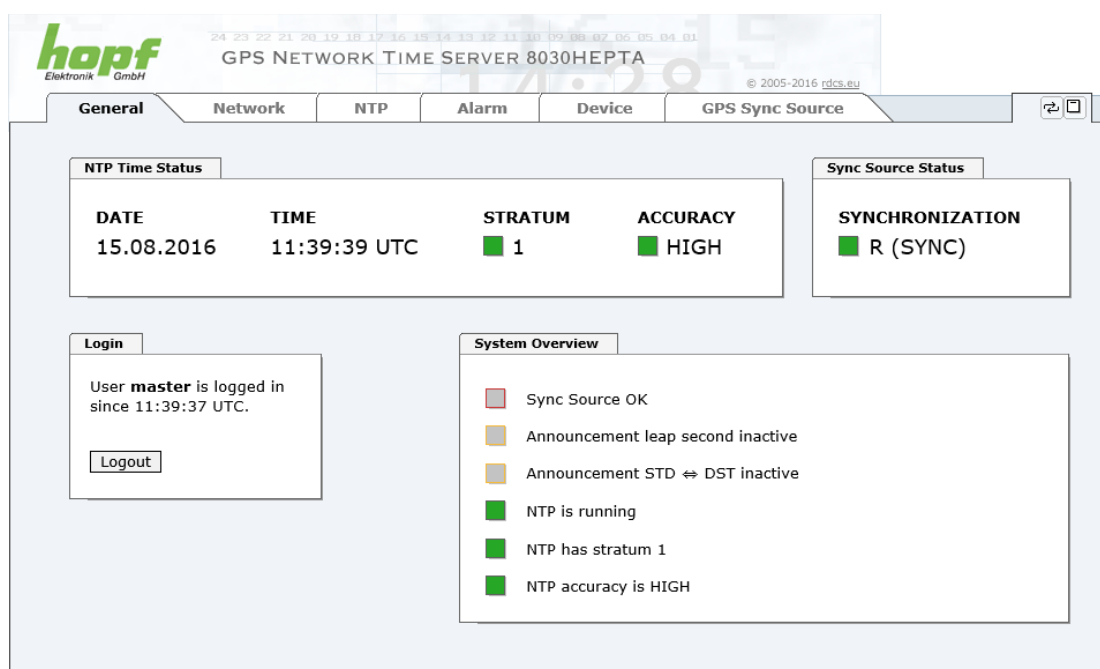 hopf
Elektronik GmbH
24 23 22 21 20 19 18 17 16 15 14 13 12 11 10 09 08 07 06 05 04 01
GPS NETWORK TIME SERVER 8030HEPTA
14:28
© 2005-2016 rdcs.eu
General Network NTP Alarm Device GPS Sync Source
NTP Time Status
DATE TIME STRATUM ACCURACY
15.08.2016 11:39:39 UTC 1 HIGH
Sync Source Status
SYNCHRONIZATION
R (SYNC)
Login
User master is logged in
since 11:39:37 UTC.
Logout
System Overview
Sync Source OK
Announcement leap second inactive
Announcement STD ⇔ DST inactive
NTP is running
NTP has stratum 1
NTP accuracy is HIGH